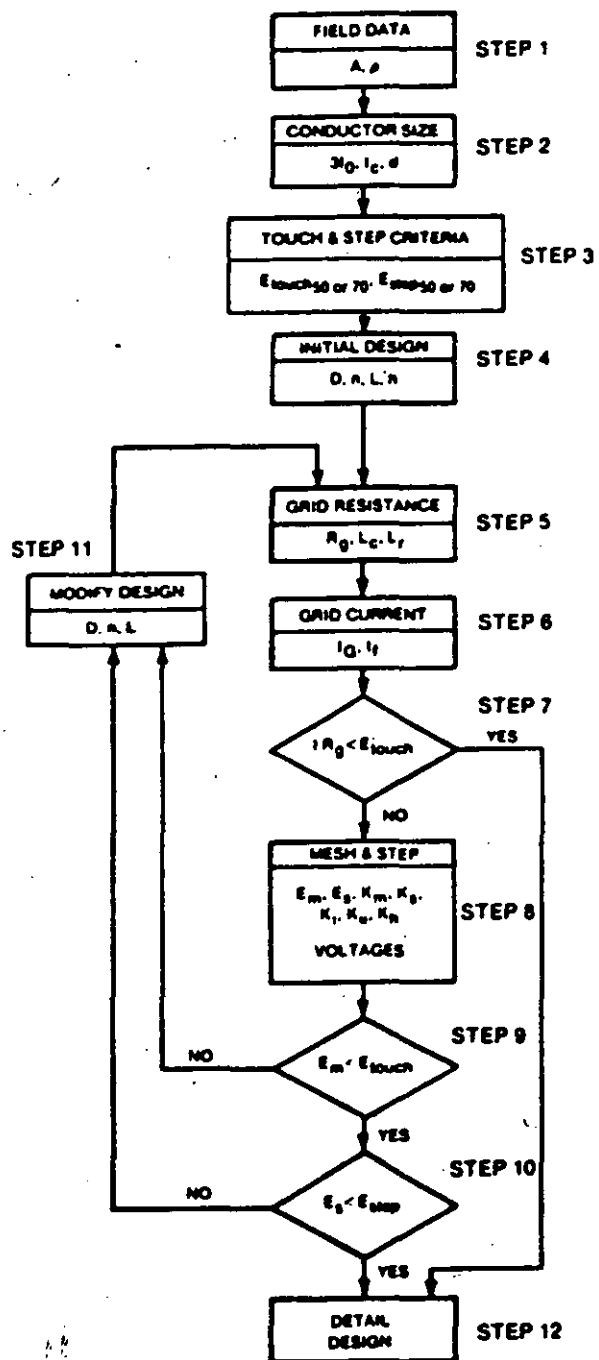 FIELD DATA
STEP 1
A, ρ
CONDUCTOR SIZE
STEP 2
3I0, tc, d
TOUCH & STEP CRITERIA
STEP 3
Etouch50 or 70, Estep50 or 70
INITIAL DESIGN
STEP 4
D, n, L, h
GRID RESISTANCE
STEP 5
Rg, Lc, Lr
STEP 11
MODIFY DESIGN
D, n, L
GRID CURRENT
STEP 6
IG, tf
STEP 7
Rg < Etouch
YES
NO
MESH & STEP
Em, Es, Km, Ks,
Ki, Kii, Kh
STEP 8
VOLTAGES
STEP 9
NO
Em < Etouch
YES
STEP 10
NO
Es < Estep
YES
DETAIL
DESIGN
STEP 12